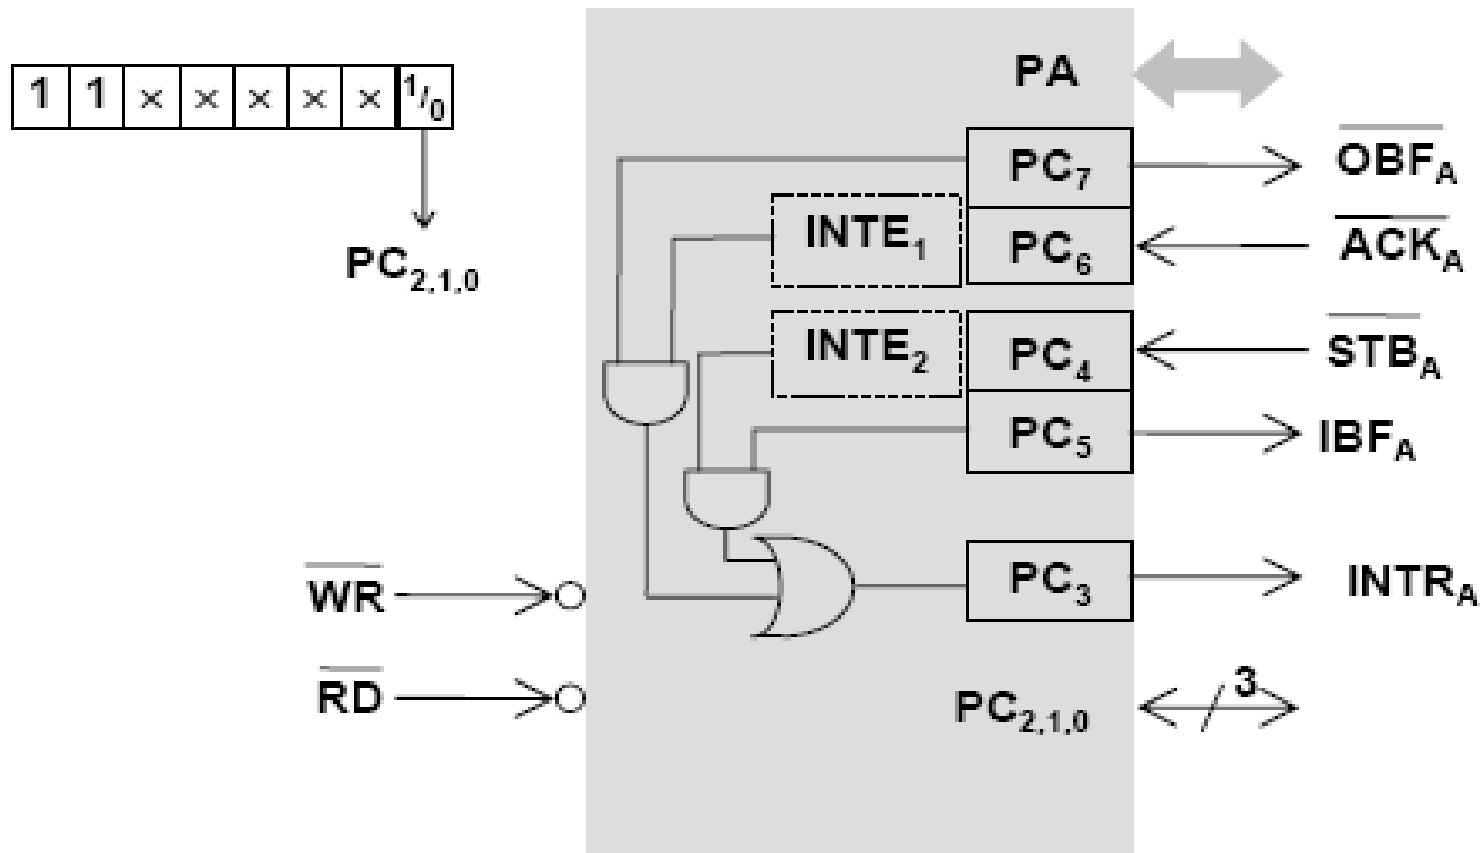 PA
1 1 × × × × × 1/0
PC7 OBFA
INTE1 PC6 ACKA
PC2,1,0
INTE2 PC4 STBA
PC5 IBFA
WR PC3 INTRA
RD PC2,1,0 3